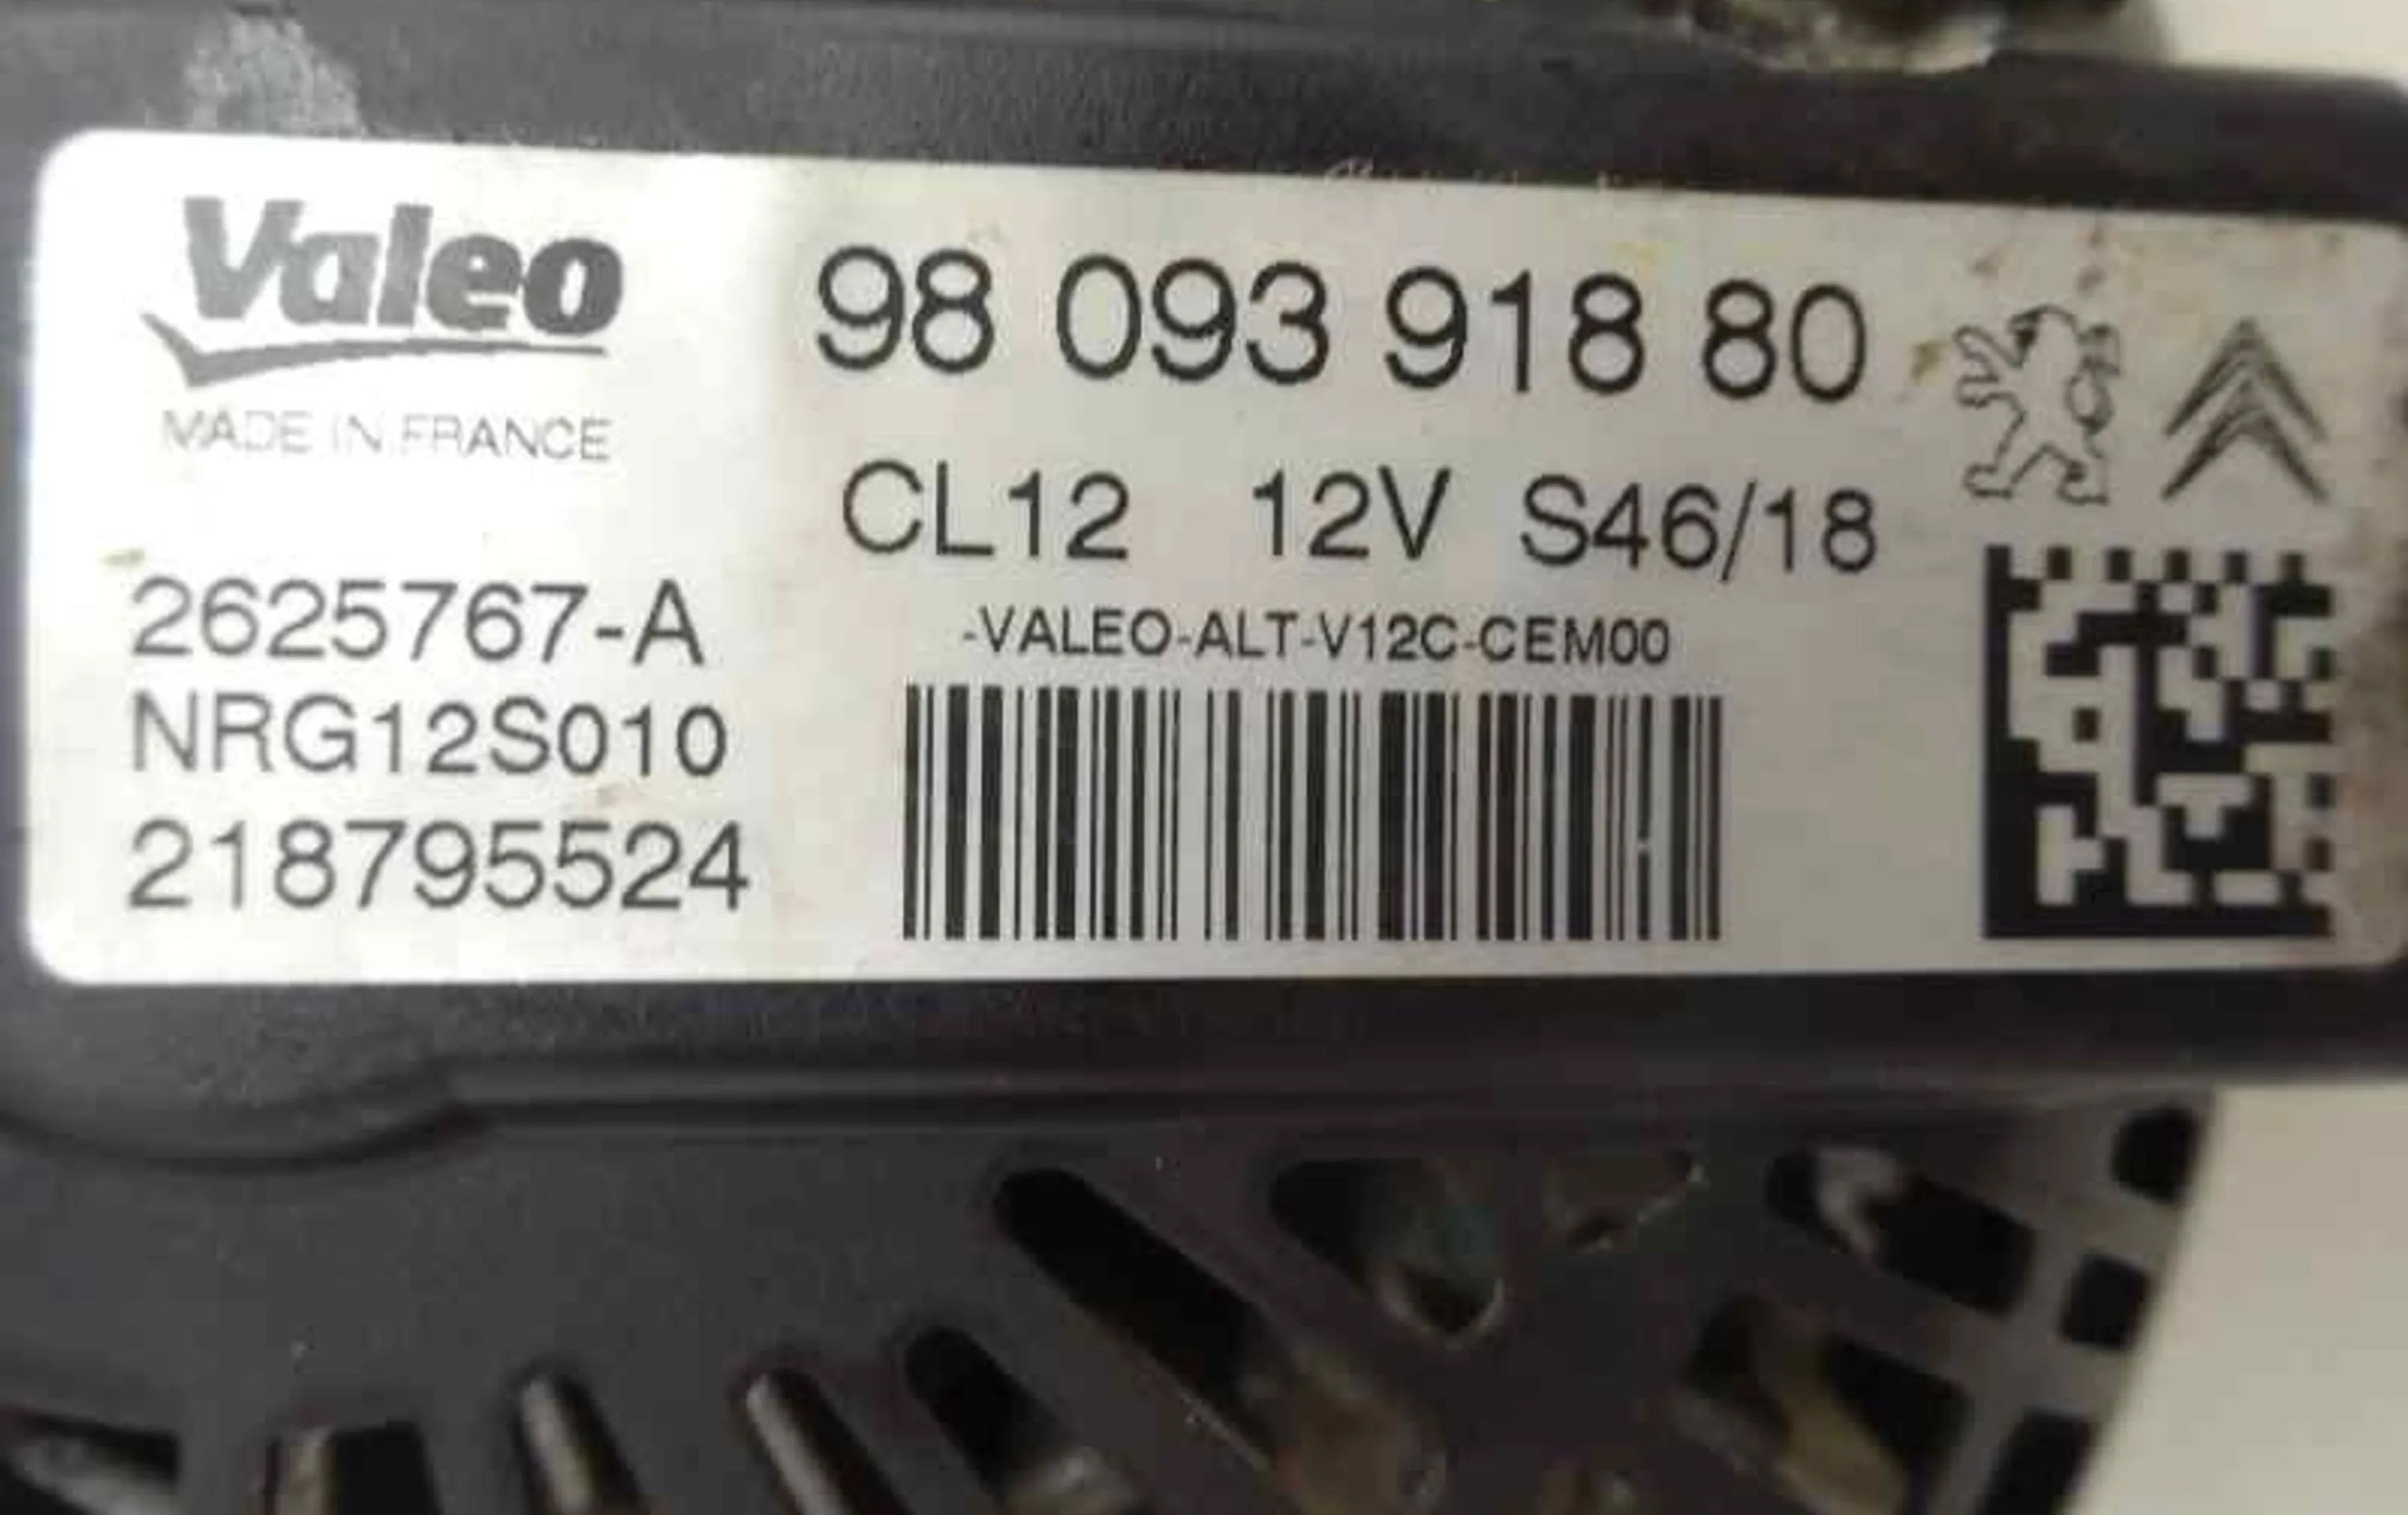 Valeo
MADE IN FRANCE
2625767-A
NRG12S010
218795524
98 093 918 80
CL12 12V S46/18
-VALEO-ALT-V12C-CEM00